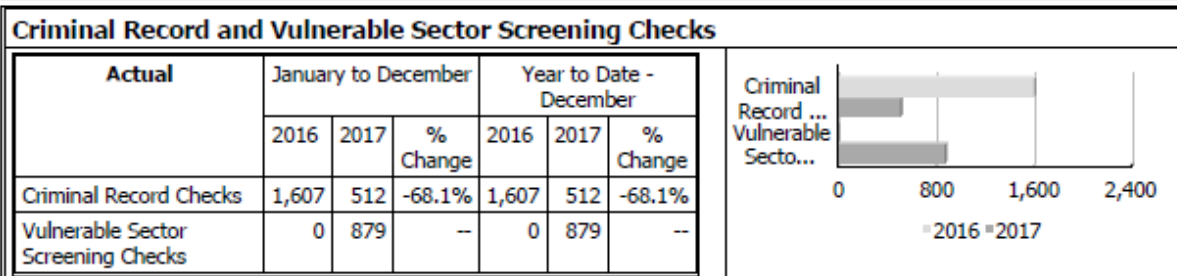 Criminal Record and Vulnerable Sector Screening Checks
Actual January to December Year to Date -
December
2016 2017 % Change 2016 2017 % Change
Criminal Record Checks 1,607 512 -68.1% 1,607 512 -68.1%
Vulnerable Sector 0 879 -- 0 879 --
Screening Checks
Criminal
Record ...
Vulnerable
Secto...
0 800 1,600 2,400
2016 2017